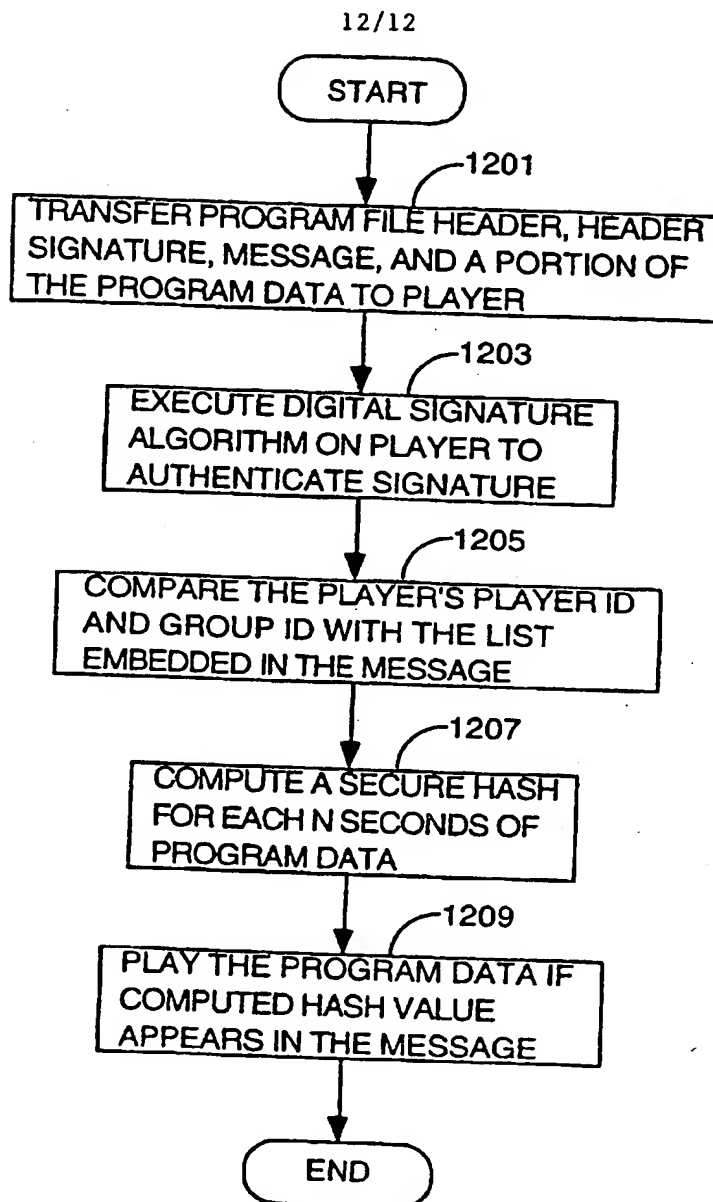 12/12
START
1201
TRANSFER PROGRAM FILE HEADER, HEADER
SIGNATURE, MESSAGE, AND A PORTION OF
THE PROGRAM DATA TO PLAYER
1203
EXECUTE DIGITAL SIGNATURE
ALGORITHM ON PLAYER TO
AUTHENTICATE SIGNATURE
1205
COMPARE THE PLAYER'S PLAYER ID
AND GROUP ID WITH THE LIST
EMBEDDED IN THE MESSAGE
1207
COMPUTE A SECURE HASH
FOR EACH N SECONDS OF
PROGRAM DATA
1209
PLAY THE PROGRAM DATA IF
COMPUTED HASH VALUE
APPEARS IN THE MESSAGE
END